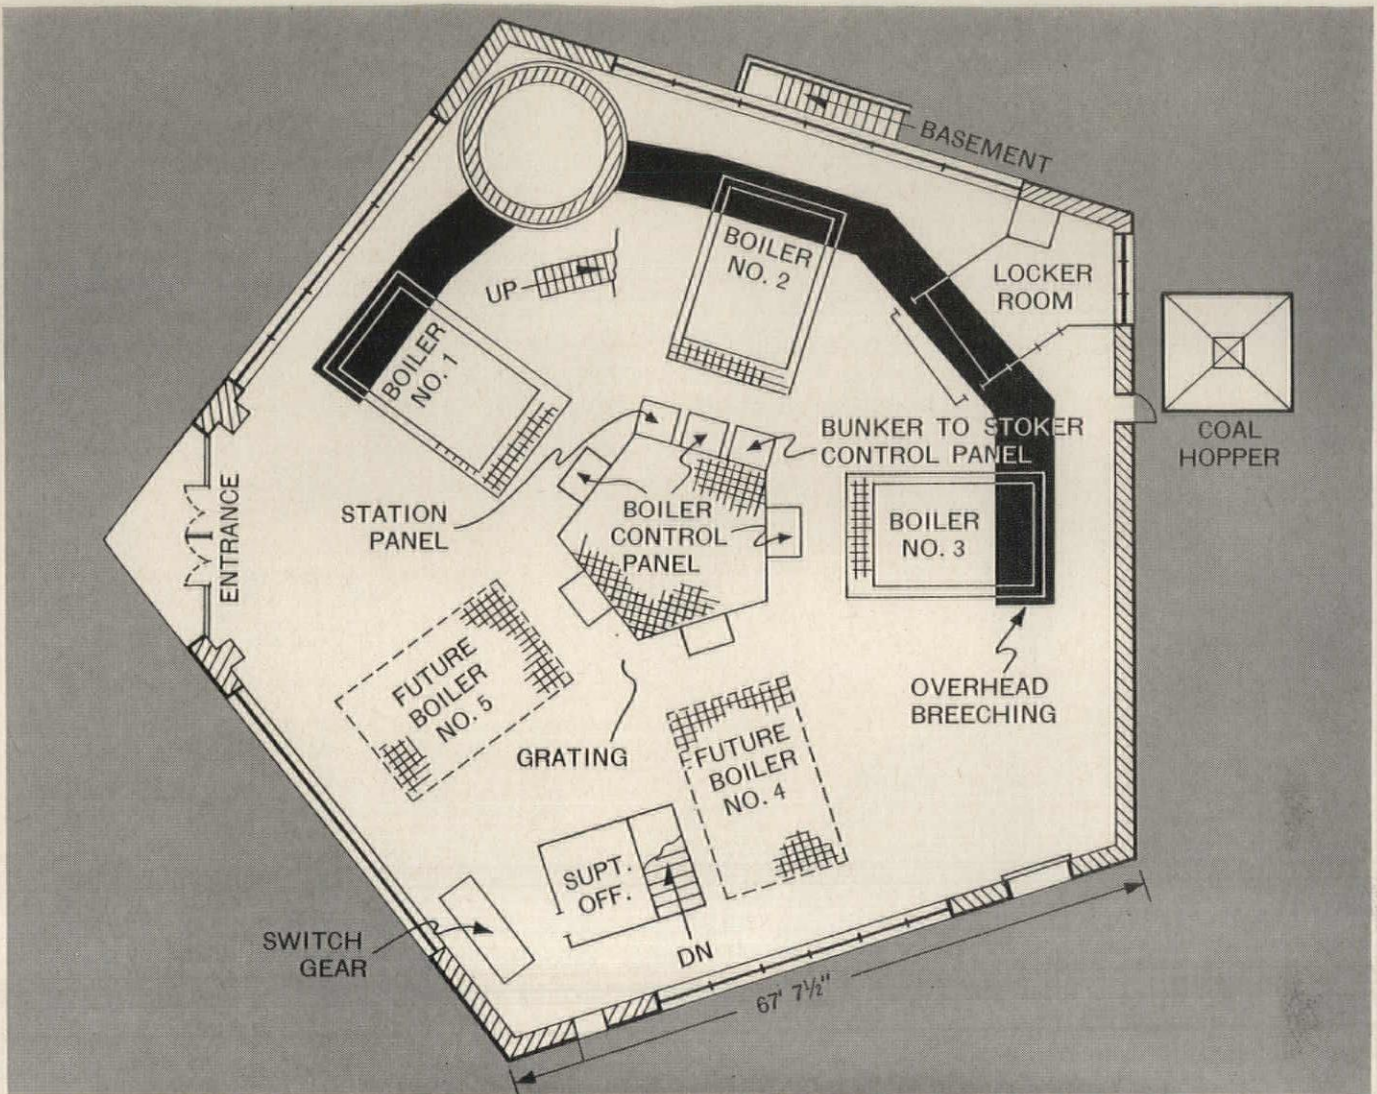 BASEMENT
BOILER
NO. 2
LOCKER
ROOM
UP
BOILER
NO. 1
COAL
HOPPER
BUNKER TO STOKER
CONTROL PANEL
STATION
PANEL
BOILER
CONTROL
PANEL
BOILER
NO. 3
ENTRANCE
FUTURE
BOILER
NO. 5
OVERHEAD
BREECHING
GRATING
FUTURE
BOILER
NO. 4
SUPT.
OFF.
SWITCH
GEAR
DN
67' 7½"